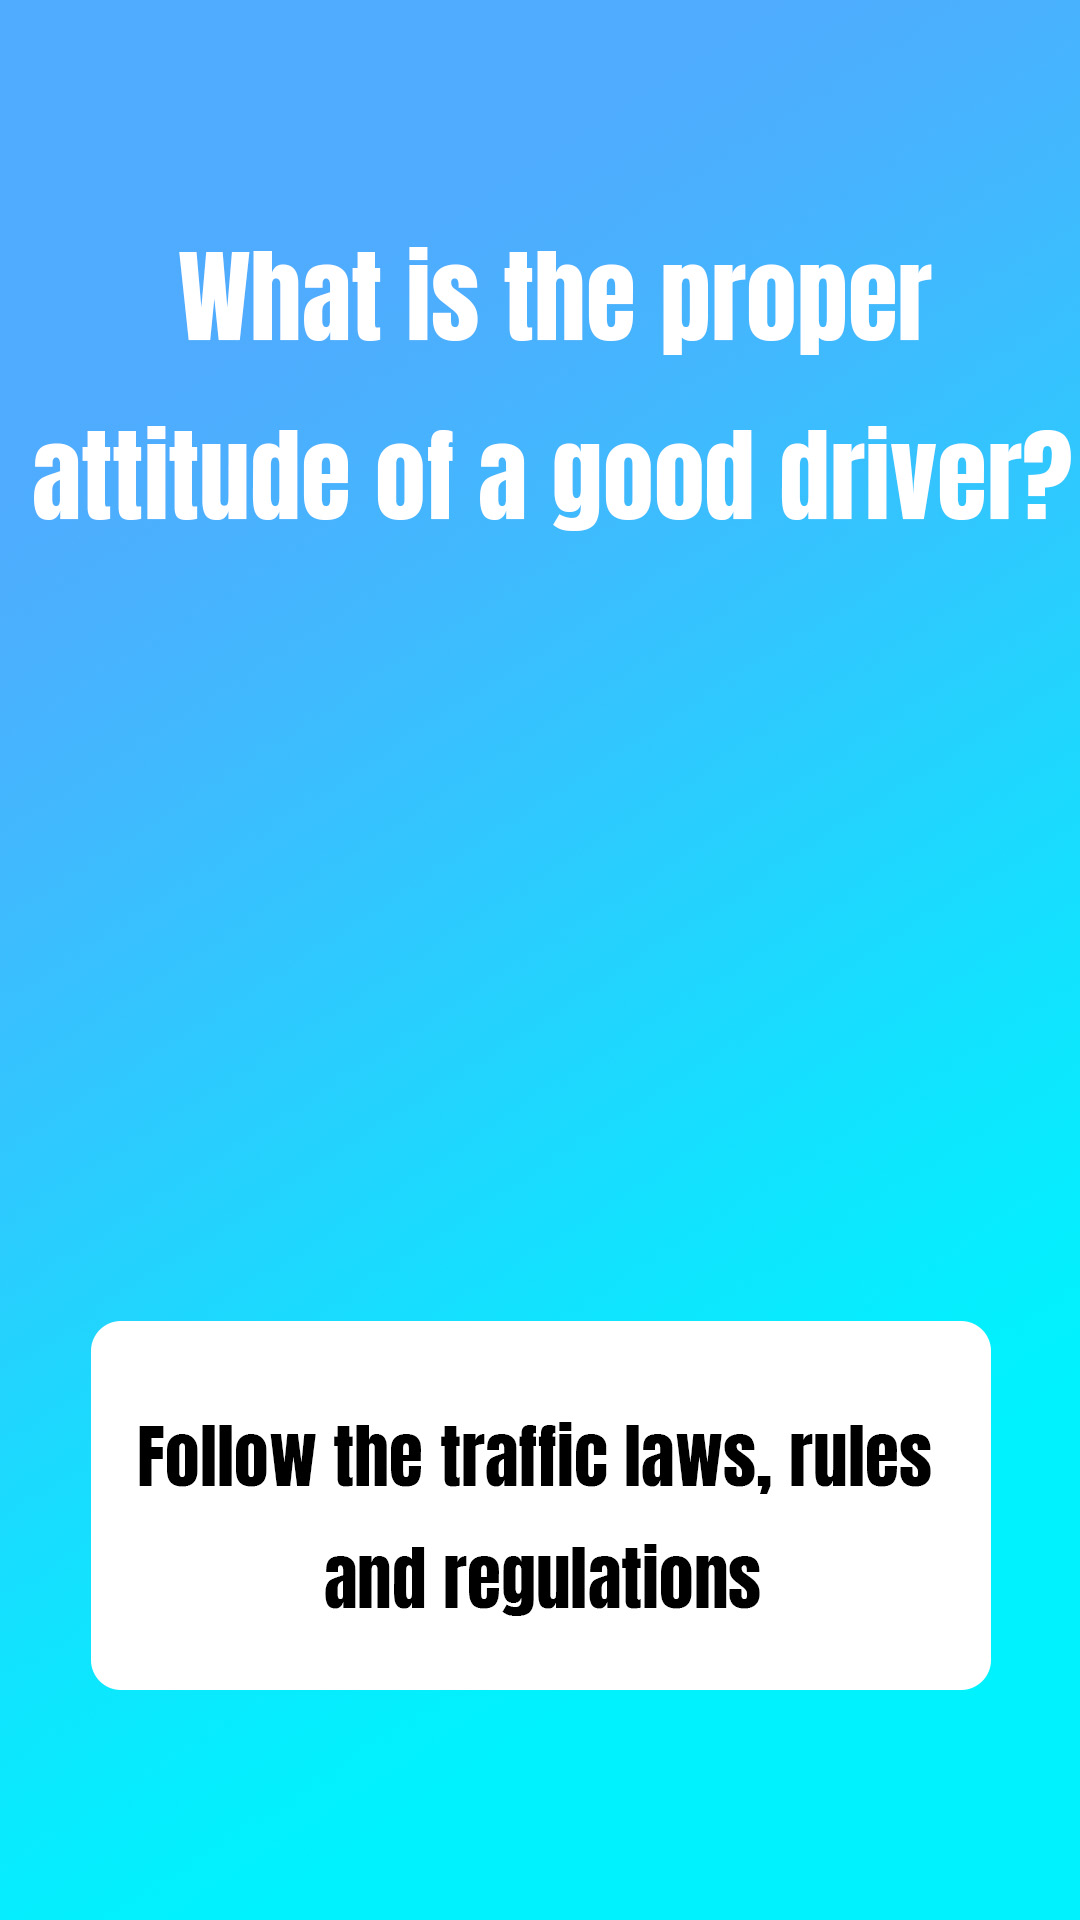 What is the proper
attitude of a good driver?
Follow the traffic laws, rules
and regulations